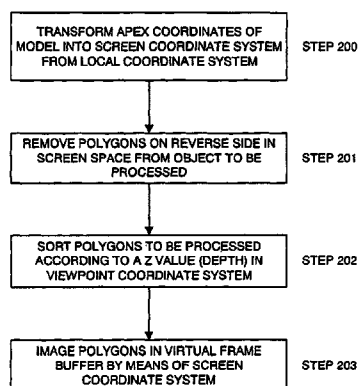 TRANSFORM APEX COORDINATES OF
MODEL INTO SCREEN COORDINATE SYSTEM
FROM LOCAL COORDINATE SYSTEM
STEP 200
REMOVE POLYGONS ON REVERSE SIDE IN
SCREEN SPACE FROM OBJECT TO BE
PROCESSED
STEP 201
SORT POLYGONS TO BE PROCESSED
ACCORDING TO A Z VALUE (DEPTH) IN
VIEWPOINT COORDINATE SYSTEM
STEP 202
IMAGE POLYGONS IN VIRTUAL FRAME
BUFFER BY MEANS OF SCREEN
COORDINATE SYSTEM
STEP 203